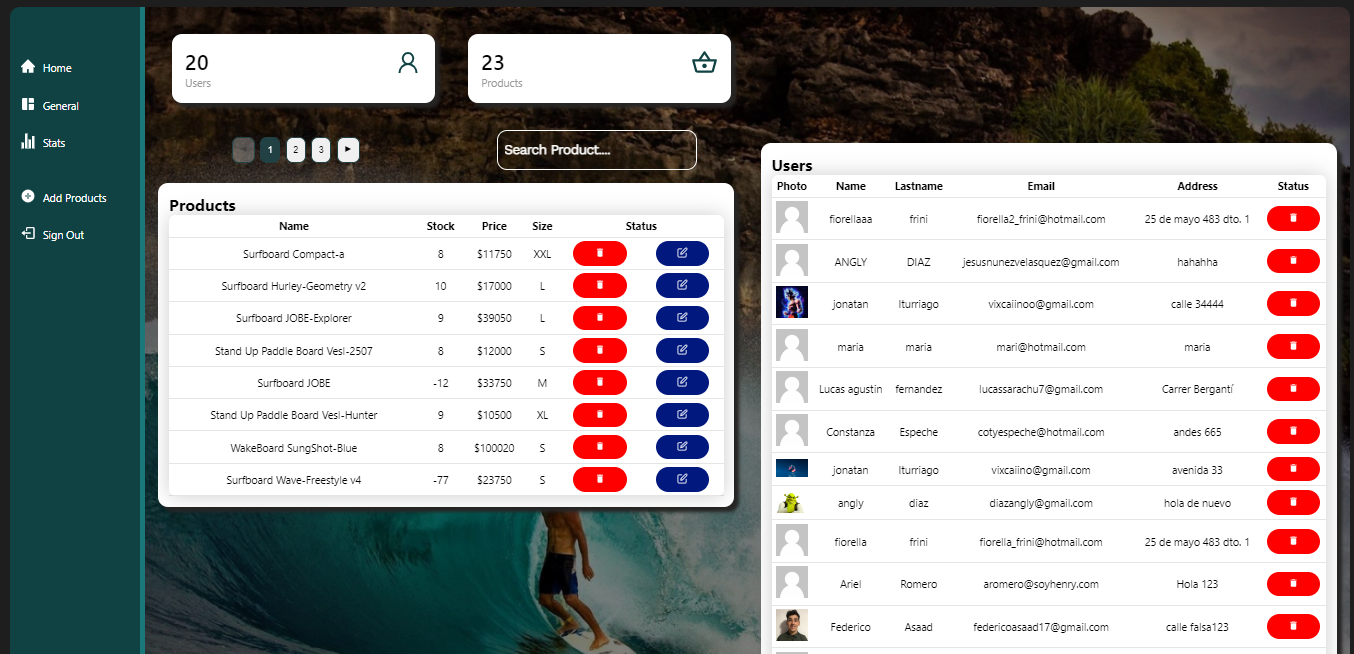 Home
General
Stats
Add Products
Sign Out
20
Users
23
Products
1 2 3
Search Product....
Products
Name Stock Price Size Status
Surfboard Compact-a 8 $11750 XXL
Surfboard Hurley-Geometry v2 10 $17000 L
Surfboard JOBE-Explorer 9 $39050 L
Stand Up Paddle Board Vesl-2507 8 $12000 S
Surfboard JOBE -12 $33750 M
Stand Up Paddle Board Vesl-Hunter 9 $10500 XL
WakeBoard SungShot-Blue 8 $100020 S
Surfboard Wave-Freestyle v4 -77 $23750 S
Users
Photo Name Lastname Email Address Status
fiorellaaa frini fiorella2_frini@hotmail.com 25 de mayo 483 dto. 1
ANGLY DIAZ jesusnunezvelasquez@gmail.com hahahha
jonatan Iturriago vixcaiinoo@gmail.com calle 34444
maria maria mari@hotmail.com maria
Lucas agustin fernandez lucassarachu7@gmail.com Carrer Bergantí
Constanza Espeche cotyespeche@hotmail.com andes 665
jonatan Iturriago vixcaiino@gmail.com avenida 33
angly diaz diazangly@gmail.com hola de nuevo
fiorella frini fiorella_frini@hotmail.com 25 de mayo 483 dto. 1
Ariel Romero aromero@soyhenry.com Hola 123
Federico Asaad federicoasaad17@gmail.com calle falsa123